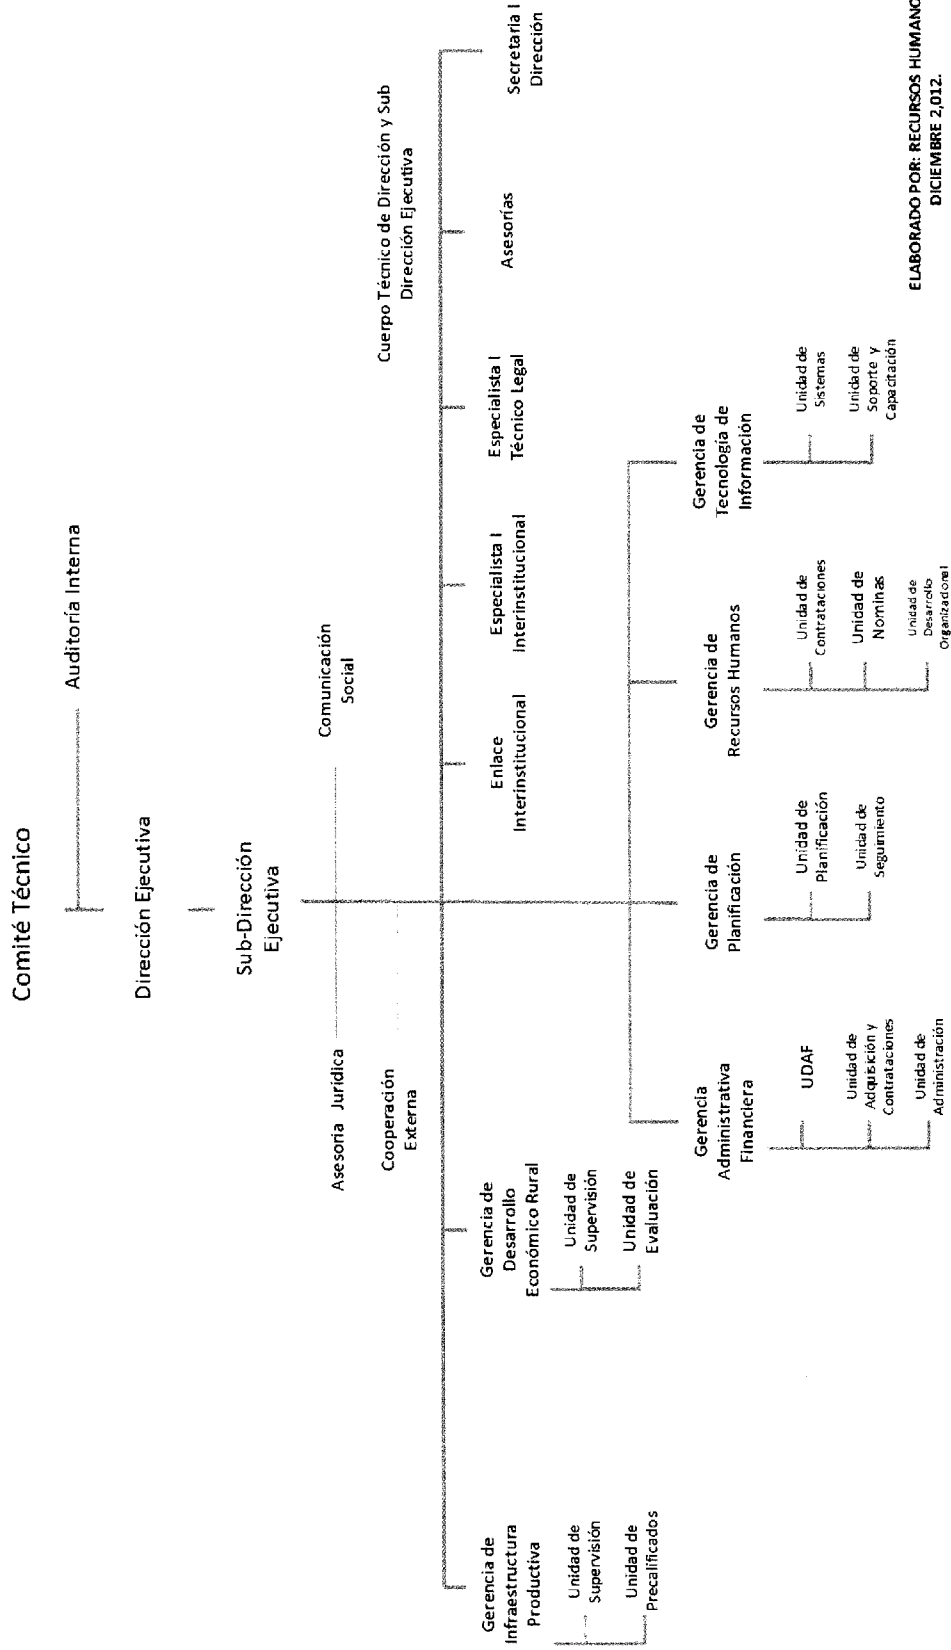 Comité Técnico
Auditoría Interna
Dirección Ejecutiva
Sub-Dirección
Ejecutiva
Asesoria Jurídica
Comunicación
Social
Cooperación
Externa
Cuerpo Técnico de Dirección y Sub
Dirección Ejecutiva
Gerencia de
Infraestructura
Productiva
Unidad de
Supervisión
Unidad de
Precalificados
Gerencia de
Desarrollo
Económico Rural
Unidad de
Supervisión
Unidad de
Evaluación
Enlace
Interinstitucional
Especialista I
Interinstitucional
Especialista I
Técnico Legal
Asesorías
Secretaria I
Dirección
Gerencia
Administrativa
Financiera
UDAF
Unidad de
Adquisición y
Contrataciones
Unidad de
Administración
Gerencia de
Planificación
Unidad de
Planificación
Unidad de
Seguimiento
Gerencia de
Recursos Humanos
Unidad de
Contrataciones
Unidad de
Nominas
Unidad de
Desarrollo
Organizacional
Gerencia de
Tecnología de
Información
Unidad de
Sistemas
Unidad de
Soporte y
Capacitación
ELABORADO POR: RECURSOS HUMANO
DICIEMBRE 2,012.